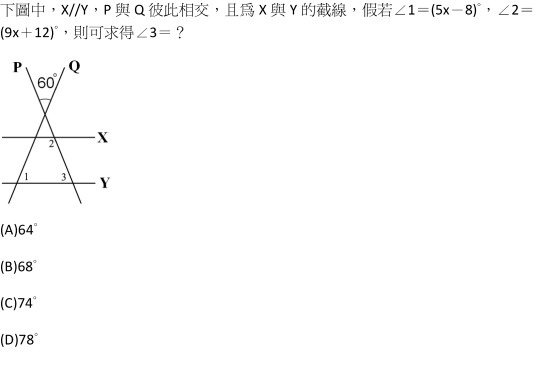 下圖中，X//Y，P 與 Q 彼此相交，且為 X 與 Y 的截線，假若∠1＝(5x－8)°，∠2＝
(9x＋12)°，則可求得∠3＝？
P Q
60°
X
2
1 3 Y
(A)64°
(B)68°
(C)74°
(D)78°